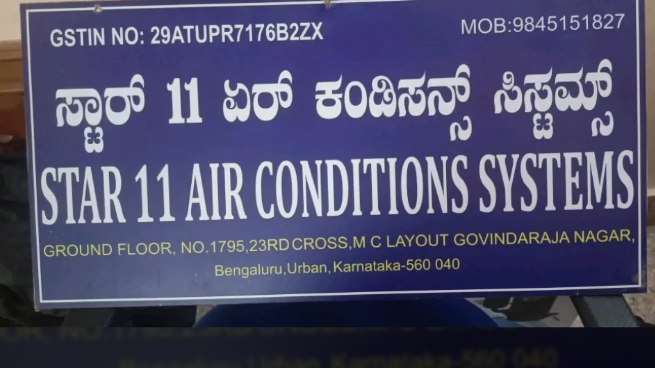 GSTIN NO: 29ATUPR7176B2ZX MOB:9845151827
ಸ್ಟಾರ್ 11 ಏರ್ ಕಂಡಿಸನ್ಸ್ ಸಿಸ್ಟಮ್ಸ್
STAR 11 AIR CONDITIONS SYSTEMS
GROUND FLOOR, NO.1795,23RD CROSS,M C LAYOUT GOVINDARAJA NAGAR,
Bengaluru,Urban,Karnataka-560 040